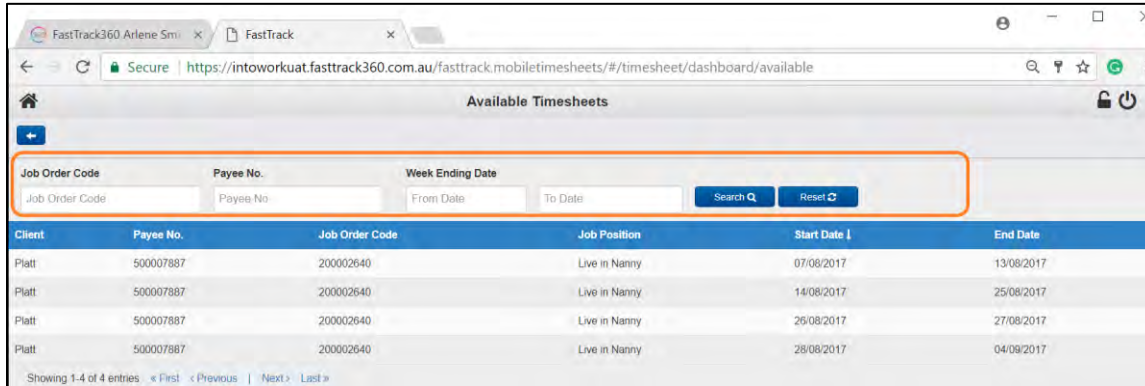 FastTrack360 Arlene Smi
FastTrack
Secure https://intoworkuat.fasttrack360.com.au/fasttrack.mobiletimesheets/#/timesheet/dashboard/available
Available Timesheets
Job Order Code Payee No. Week Ending Date
Job Order Code Payee No From Date To Date Search Reset
Client Payee No. Job Order Code Job Position Start Date End Date
Platt 500007887 200002640 Live in Nanny 07/08/2017 13/08/2017
Platt 500007887 200002640 Live in Nanny 14/08/2017 25/08/2017
Platt 500007887 200002640 Live in Nanny 26/08/2017 27/08/2017
Platt 500007887 200002640 Live in Nanny 28/08/2017 04/09/2017
Showing 1-4 of 4 entries « First ‹ Previous | Next › Last »